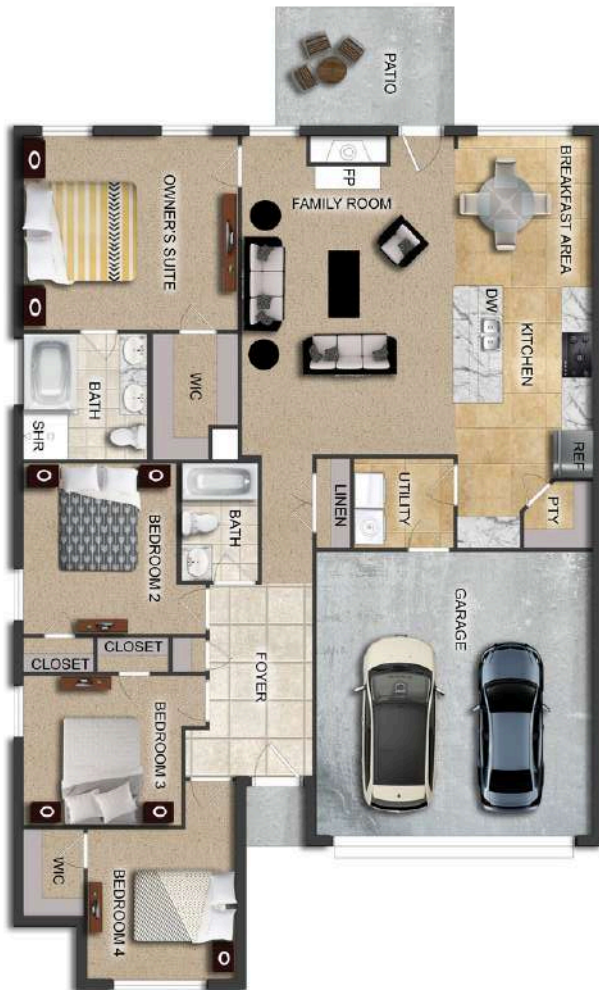 PATIO
BREAKFAST AREA
FP
FAMILY ROOM
OWNER'S SUITE
DW
KITCHEN
BATH
WIC
SHR
REF
LINEN
UTILITY
PTY
BEDROOM 2
BATH
GARAGE
CLOSET
CLOSET
FOYER
BEDROOM 3
WIC
BEDROOM 4